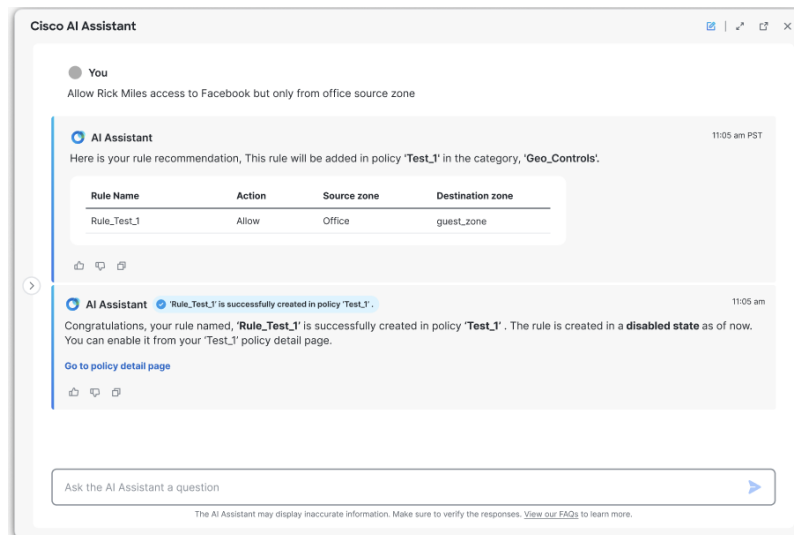 Cisco AI Assistant
You
Allow Rick Miles access to Facebook but only from office source zone
AI Assistant
11:05 am PST
Here is your rule recommendation, This rule will be added in policy 'Test_1' in the category, 'Geo_Controls'.
Rule Name Action Source zone Destination zone
Rule_Test_1 Allow Office guest_zone
AI Assistant 'Rule_Test_1' is successfully created in policy 'Test_1' .
11:05 am
Congratulations, your rule named, 'Rule_Test_1' is successfully created in policy 'Test_1' . The rule is created in a disabled state as of now.
You can enable it from your 'Test_1' policy detail page.
Go to policy detail page
Ask the AI Assistant a question
The AI Assistant may display inaccurate information. Make sure to verify the responses. View our FAQs to learn more.